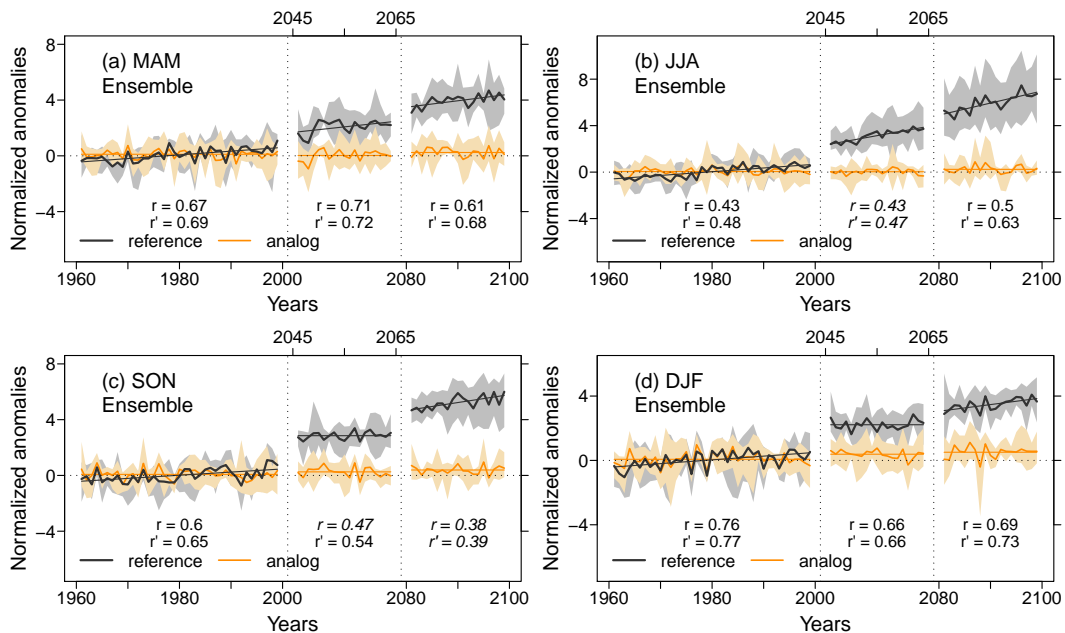 2045 2065
Normalized anomalies
8
4
0
−4
(a) MAM
Ensemble
r = 0.67
r' = 0.69
r = 0.71
r' = 0.72
r = 0.61
r' = 0.68
reference analog
1960 1980 2000 2080 2100
Years
2045 2065
Normalized anomalies
8
4
0
−4
(b) JJA
Ensemble
r = 0.43
r' = 0.48
r = 0.43
r' = 0.47
r = 0.5
r' = 0.63
reference analog
1960 1980 2000 2080 2100
Years
2045 2065
Normalized anomalies
8
4
0
−4
(c) SON
Ensemble
r = 0.6
r' = 0.65
r = 0.47
r' = 0.54
r = 0.38
r' = 0.39
reference analog
1960 1980 2000 2080 2100
Years
2045 2065
Normalized anomalies
4
0
−4
(d) DJF
Ensemble
r = 0.76
r' = 0.77
r = 0.66
r' = 0.66
r = 0.69
r' = 0.73
reference analog
1960 1980 2000 2080 2100
Years